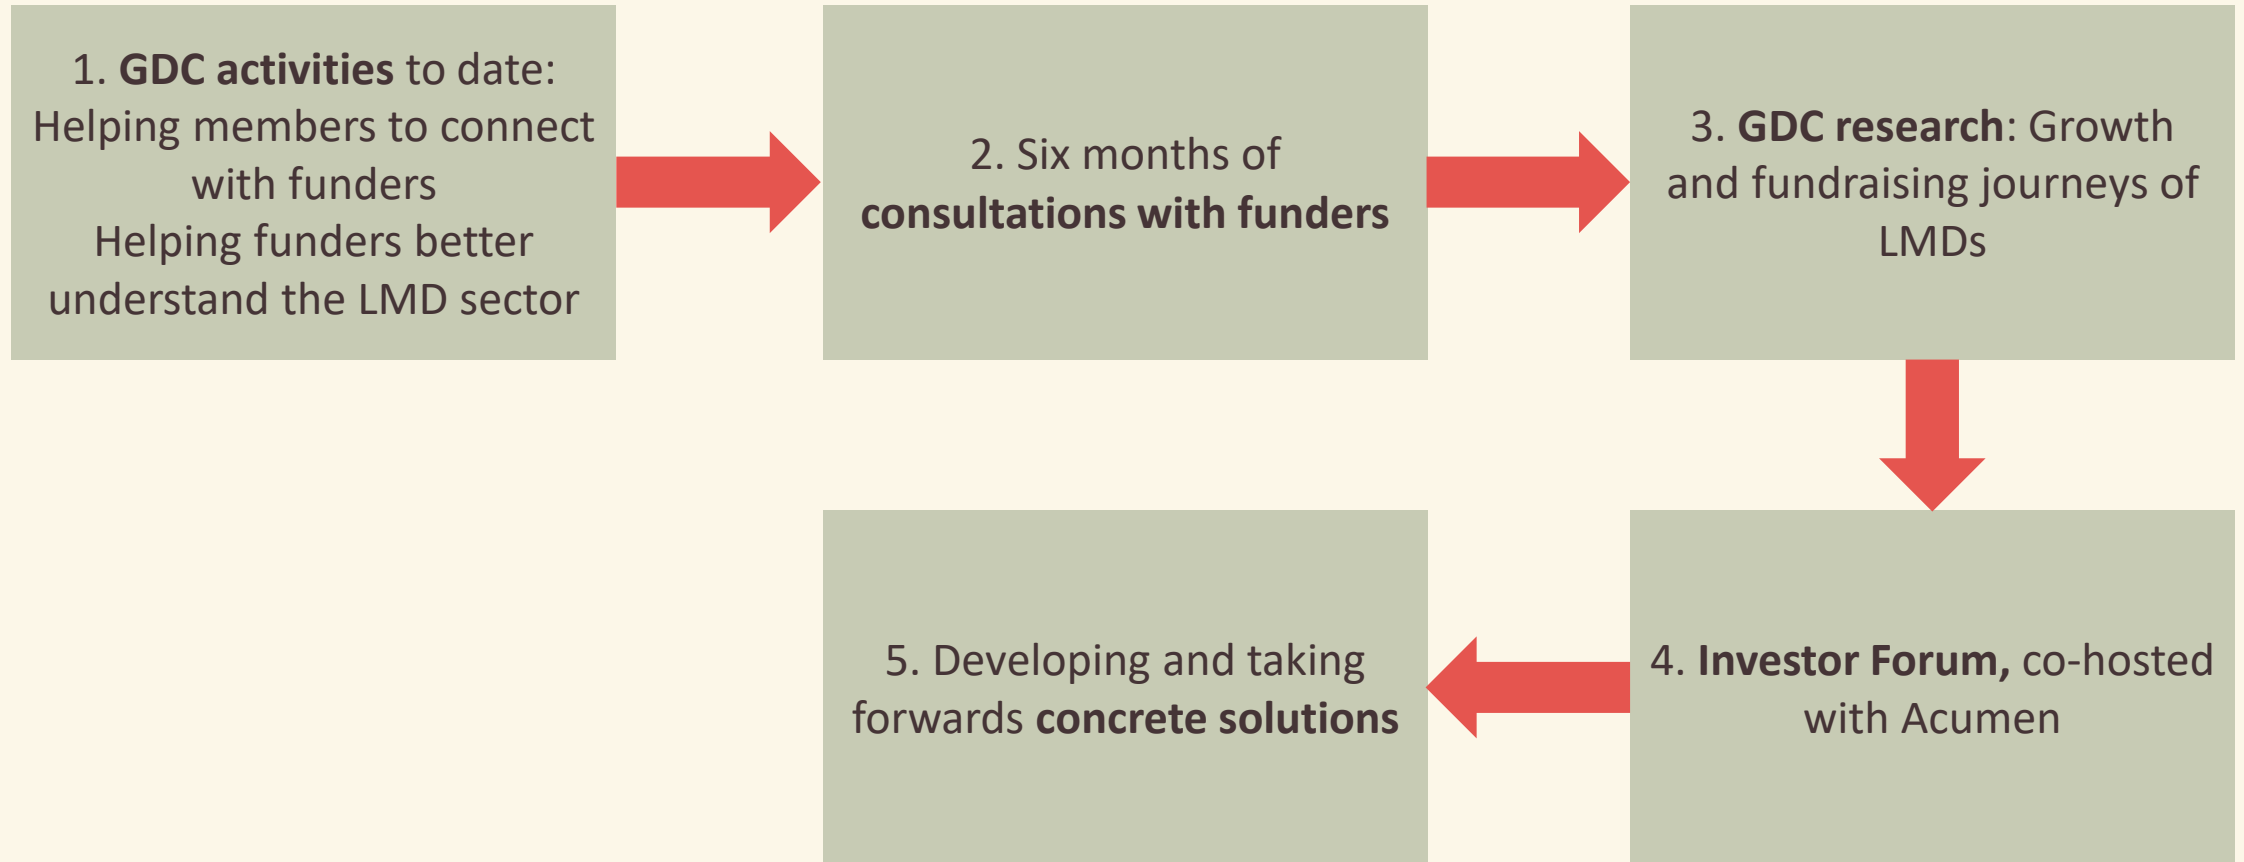 1. GDC activities to date:
Helping members to connect
with funders
Helping funders better
understand the LMD sector
2. Six months of
consultations with funders
3. GDC research: Growth
and fundraising journeys of
LMDs
4. Investor Forum, co-hosted
with Acumen
5. Developing and taking
forwards concrete solutions